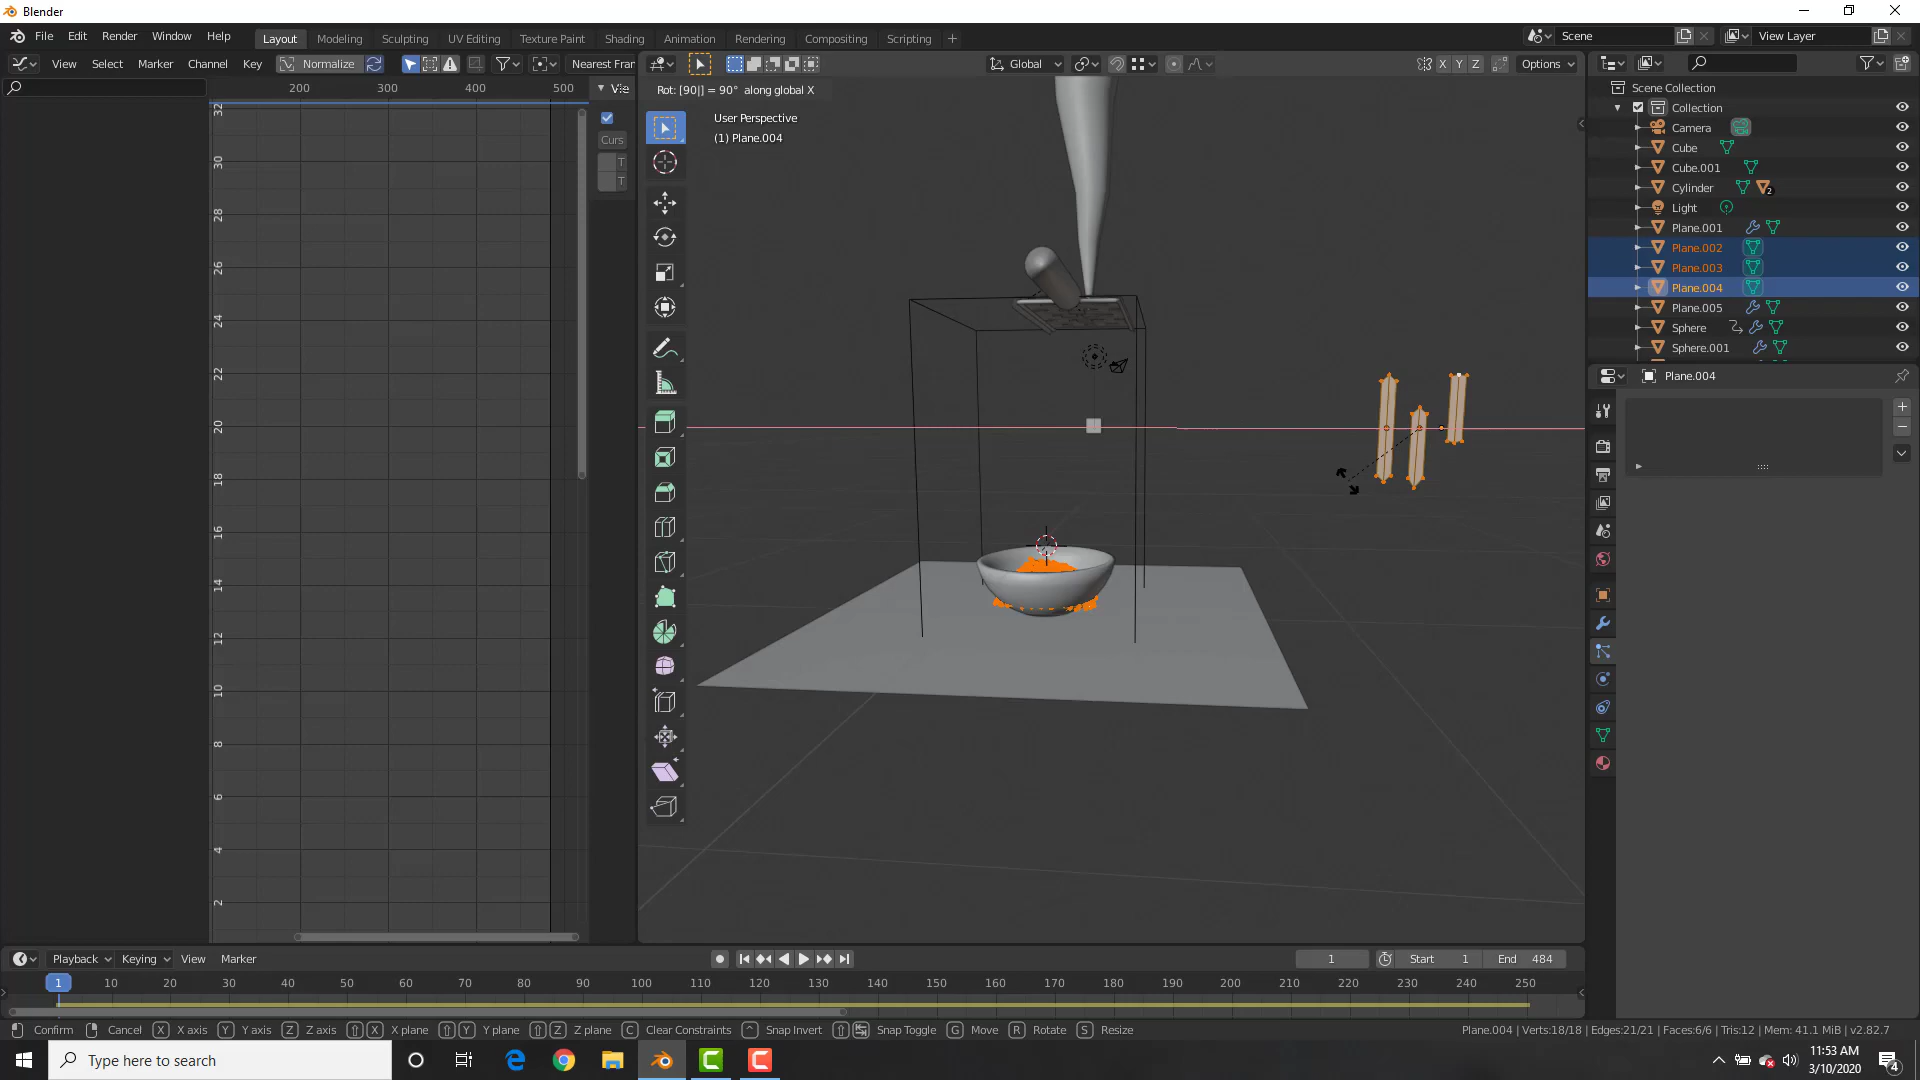 Blender
File Edit Render Window Help
Layout Modeling Sculpting UV Editing Texture Paint Shading Animation Rendering Compositing Scripting
Scene
View Layer
View Select Marker Channel Key Normalize Nearest Fran
Global
X Y Z
Options
200 300 400 500
Vie
Curs
T
T
32
30
28
26
24
22
20
18
16
14
12
10
8
6
4
2
Rot: [90|] = 90° along global X
User Perspective
(1) Plane.004
Scene Collection
Collection
Camera
Cube
Cube.001
Cylinder 2
Light
Plane.001
Plane.002
Plane.003
Plane.004
Plane.005
Sphere
Sphere.001
Plane.004
Playback Keying View Marker
1 Start 1 End 484
1 10 20 30 40 50 60 70 80 90 100 110 120 130 140 150 160 170 180 190 200 210 220 230 240 250
Confirm Cancel X X axis Y Y axis Z Z axis X X plane Y Y plane Z Z plane C Clear Constraints Snap Invert Snap Toggle G Move R Rotate S Resize
Plane.004 | Verts:18/18 | Edges:21/21 | Faces:6/6 | Tris:12 | Mem: 41.1 MiB | v2.82.7
Type here to search
11:53 AM
3/10/2020
4